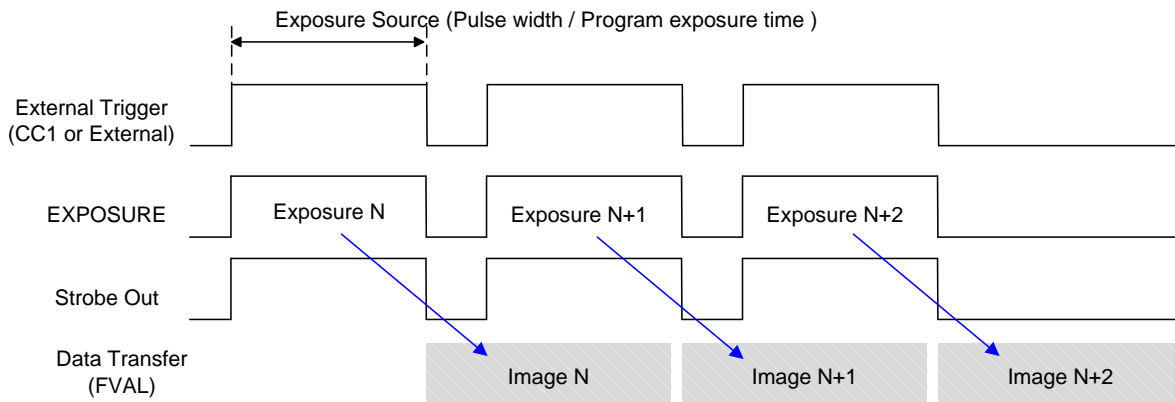 Exposure Source (Pulse width / Program exposure time )
External Trigger
(CC1 or External)
EXPOSURE
Exposure N
Exposure N+1
Exposure N+2
Strobe Out
Data Transfer
(FVAL)
Image N
Image N+1
Image N+2